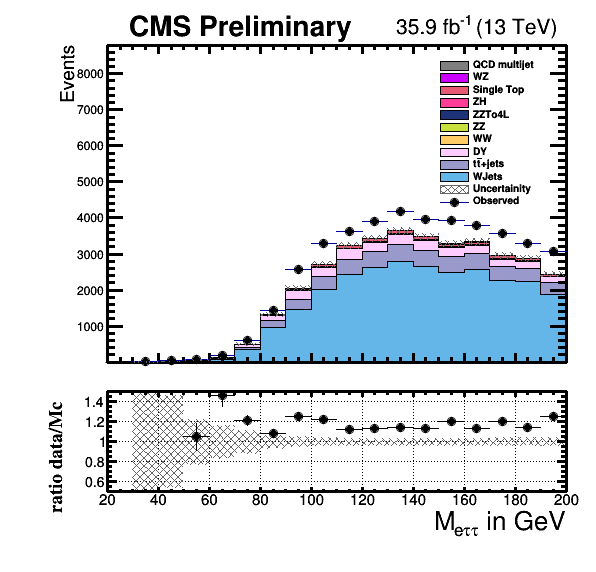 CMS Preliminary 35.9 fb⁻¹ (13 TeV)
Events
8000
7000
6000
5000
4000
3000
2000
1000
QCD multijet
WZ
Single Top
ZH
ZZTo4L
ZZ
WW
DY
tt̄+jets
WJets
Uncertainity
Observed
ratio data/Mc
1.4
1.2
1
0.8
0.6
20 40 60 80 100 120 140 160 180 200
M_eττ in GeV